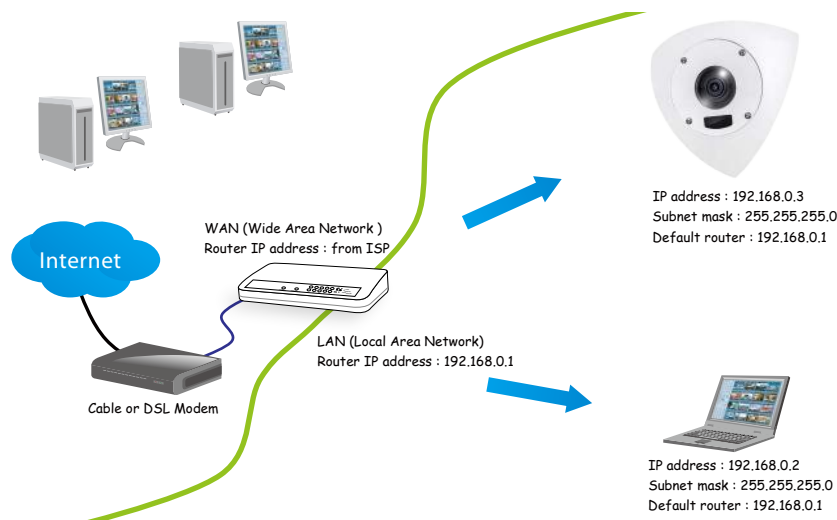 IP address : 192.168.0.3
Subnet mask : 255.255.255.0
Default router : 192.168.0.1
WAN (Wide Area Network )
Router IP address : from ISP
Internet
LAN (Local Area Network)
Router IP address : 192.168.0.1
Cable or DSL Modem
IP address : 192.168.0.2
Subnet mask : 255.255.255.0
Default router : 192.168.0.1